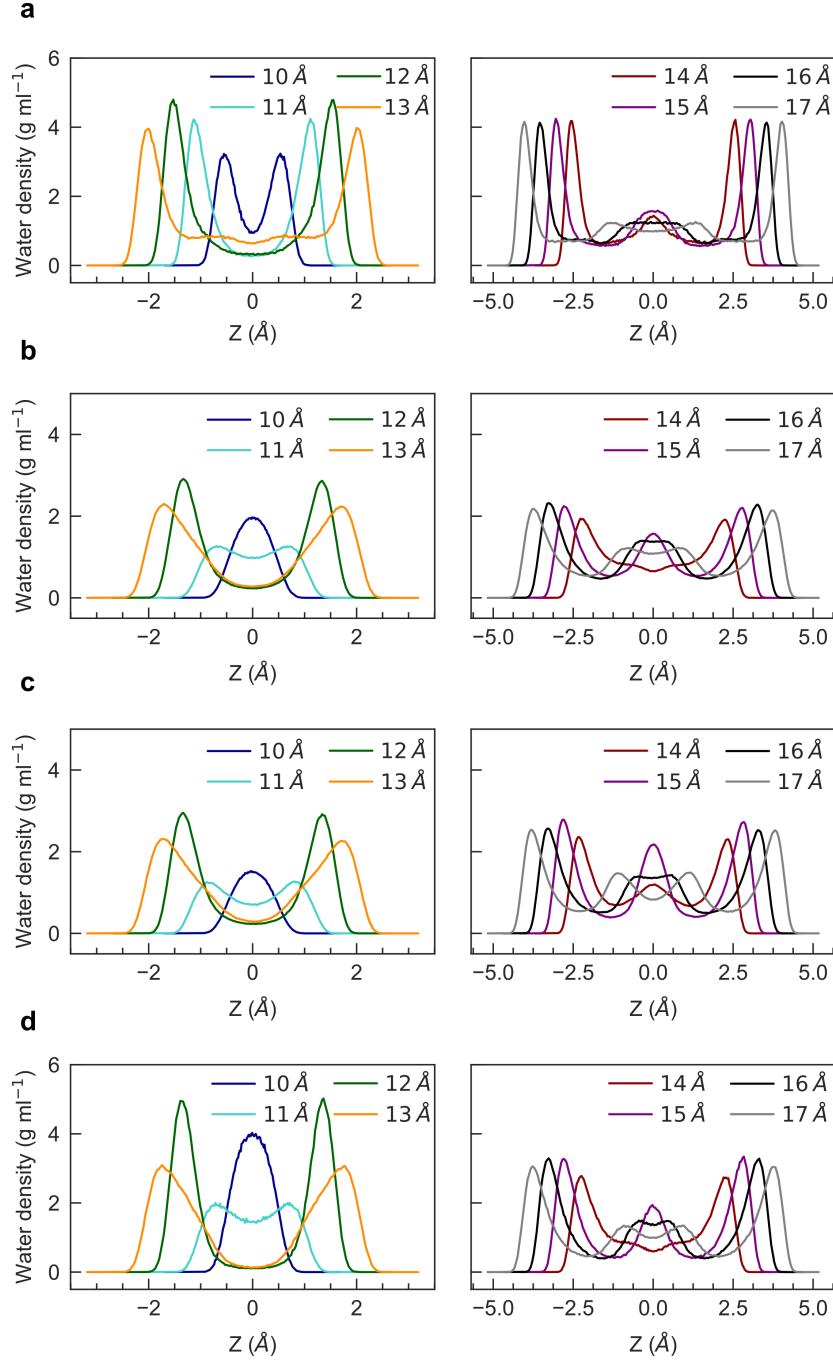 a
10 Å 12 Å 14 Å 16 Å
11 Å 13 Å 15 Å 17 Å
Water density (g ml⁻¹)
6
4
2
0
−2 0 2 −5.0 −2.5 0.0 2.5 5.0
Z (Å) Z (Å)
b
10 Å 12 Å 14 Å 16 Å
11 Å 13 Å 15 Å 17 Å
Water density (g ml⁻¹)
4
2
0
−2 0 2 −5.0 −2.5 0.0 2.5 5.0
Z (Å) Z (Å)
c
10 Å 12 Å 14 Å 16 Å
11 Å 13 Å 15 Å 17 Å
Water density (g ml⁻¹)
4
2
0
−2 0 2 −5.0 −2.5 0.0 2.5 5.0
Z (Å) Z (Å)
d
10 Å 12 Å 14 Å 16 Å
11 Å 13 Å 15 Å 17 Å
Water density (g ml⁻¹)
6
4
2
0
−2 0 2 −5.0 −2.5 0.0 2.5 5.0
Z (Å) Z (Å)